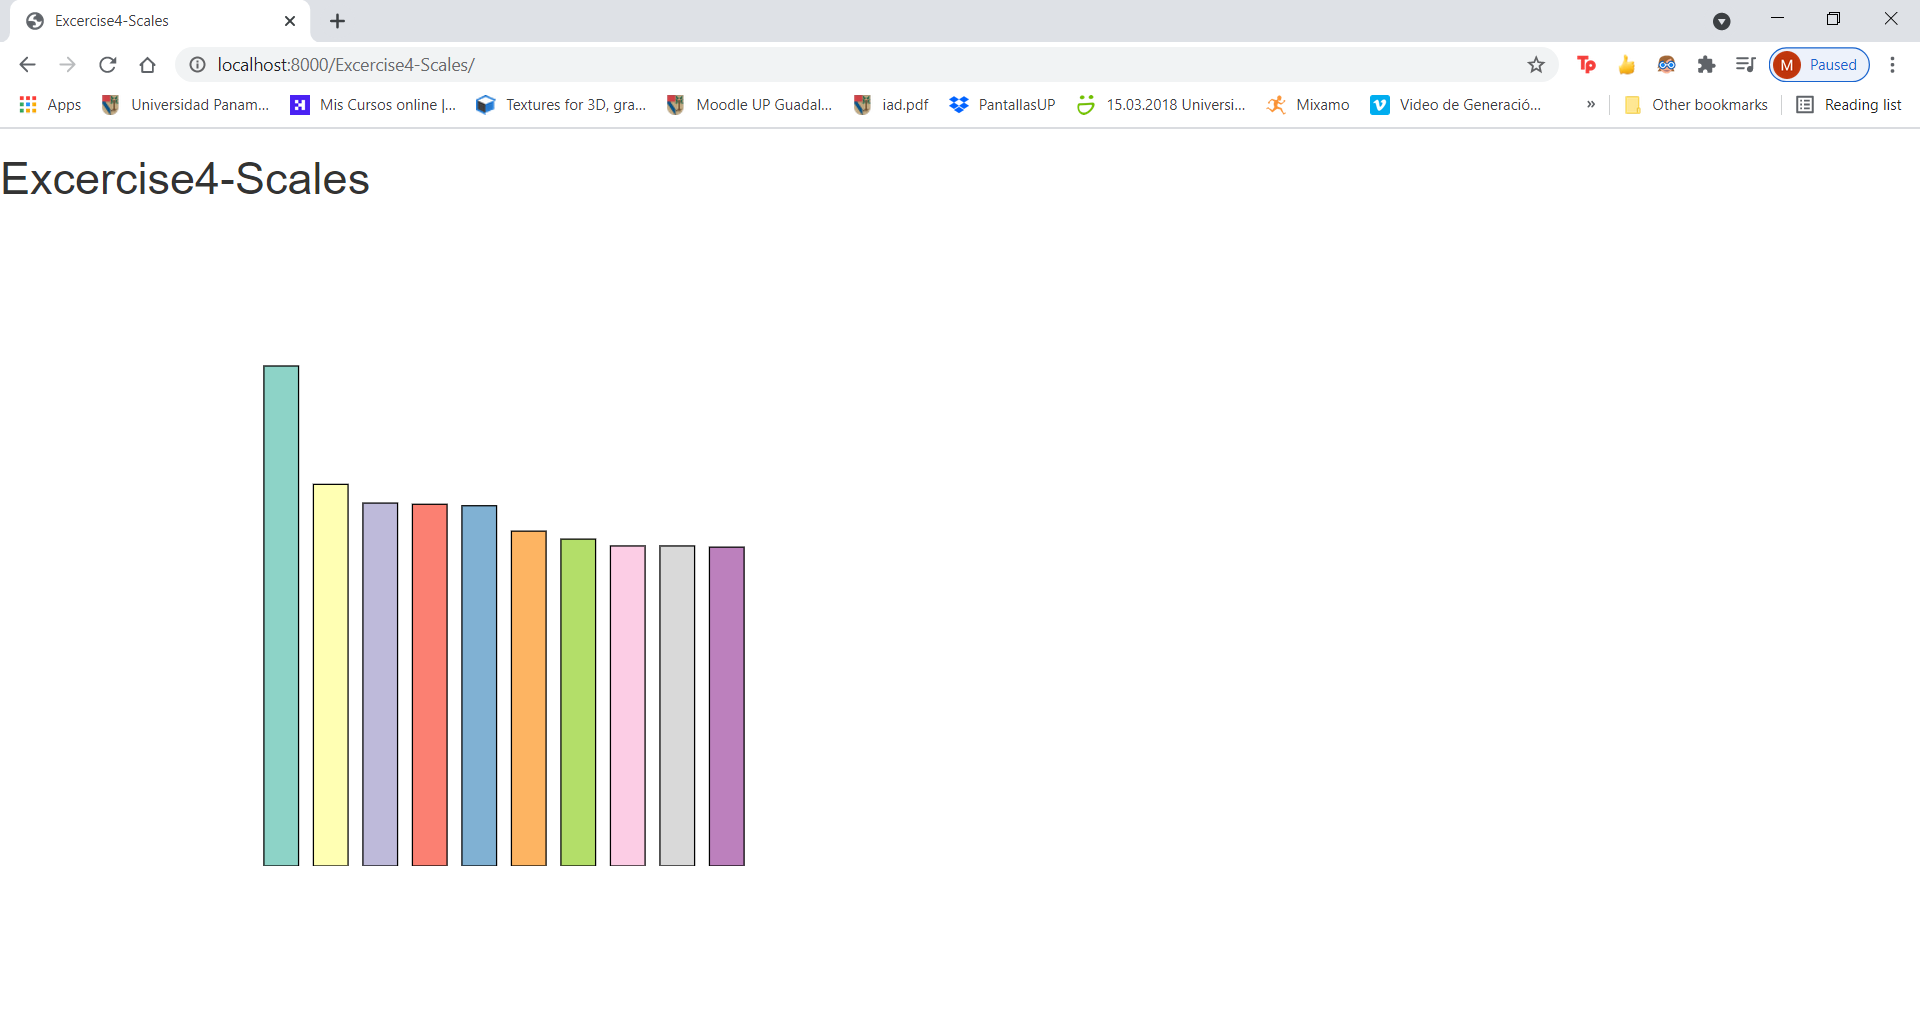 Excercise4-Scales
localhost:8000/Excercise4-Scales/
Tp
M Paused
Apps Universidad Panam... Mis Cursos online |... Textures for 3D, gra... Moodle UP Guadal... iad.pdf PantallasUP 15.03.2018 Universi... Mixamo Video de Generació... » Other bookmarks Reading list
Excercise4-Scales